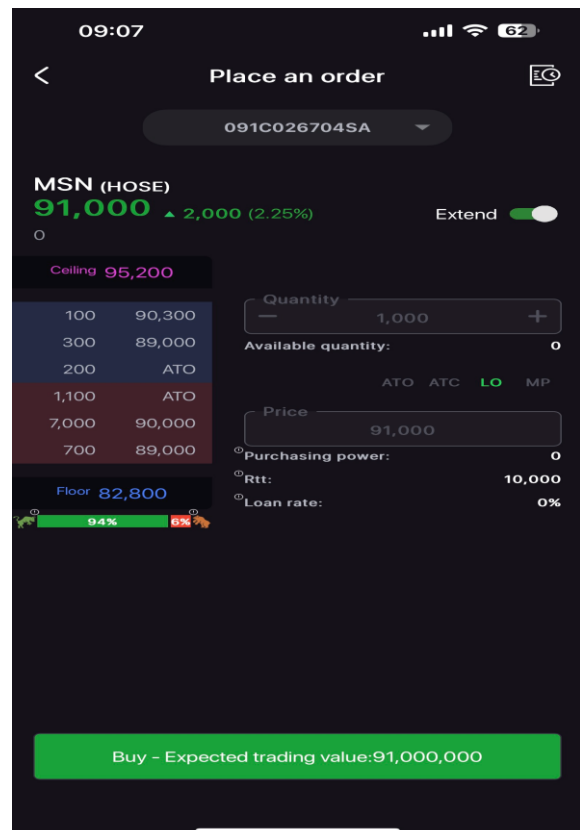 09:07
62
Place an order
091C026704SA
MSN (HOSE)
91,000 ▲ 2,000 (2.25%)
Extend
0
Ceiling 95,200
100 90,300
300 89,000
200 ATO
1,100 ATO
7,000 90,000
700 89,000
Floor 82,800
94% 6%
Quantity
− 1,000 +
Available quantity: 0
ATO ATC LO MP
Price
91,000
Purchasing power: 0
Rtt: 10,000
Loan rate: 0%
Buy - Expected trading value:91,000,000